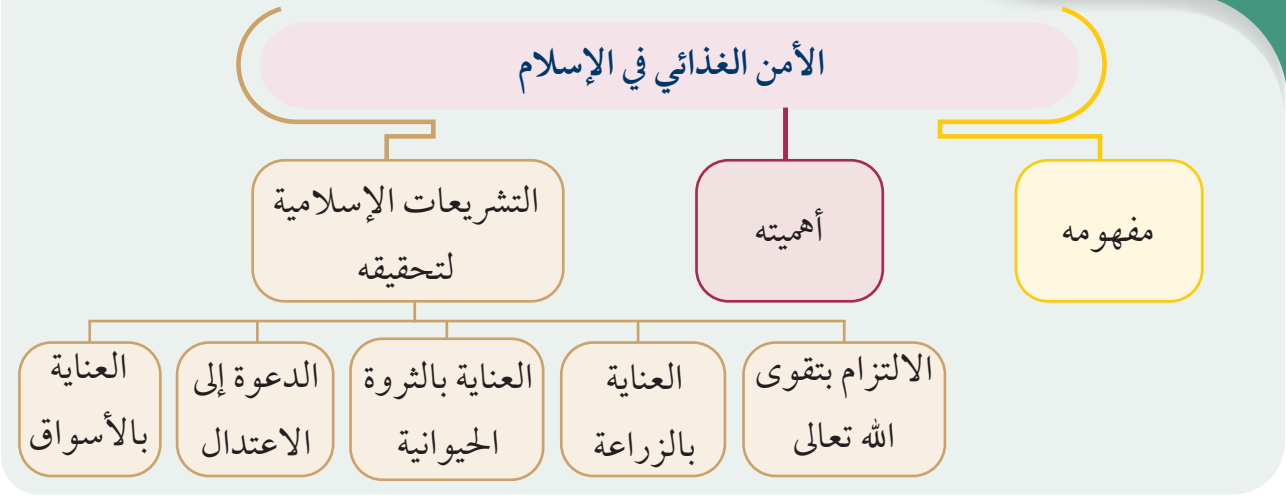 الأمن الغذائي في الإسلام
مفهومه
أهميته
التشريعات الإسلامية
لتحقيقه
الالتزام بتقوى
الله تعالى
العناية
بالزراعة
العناية بالثروة
الحيوانية
الدعوة إلى
الاعتدال
العناية
بالأسواق